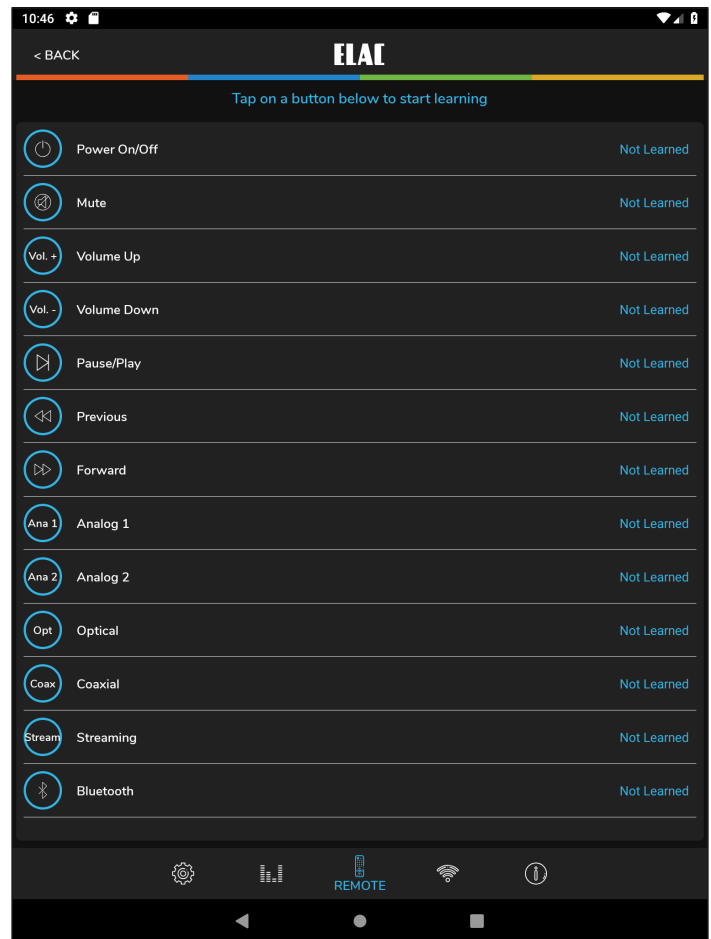 10:46
< BACK
ELAC
Tap on a button below to start learning
Power On/Off Not Learned
Mute Not Learned
Vol. + Volume Up Not Learned
Vol. - Volume Down Not Learned
Pause/Play Not Learned
Previous Not Learned
Forward Not Learned
Ana 1 Analog 1 Not Learned
Ana 2 Analog 2 Not Learned
Opt Optical Not Learned
Coax Coaxial Not Learned
Stream Streaming Not Learned
Bluetooth Not Learned
REMOTE